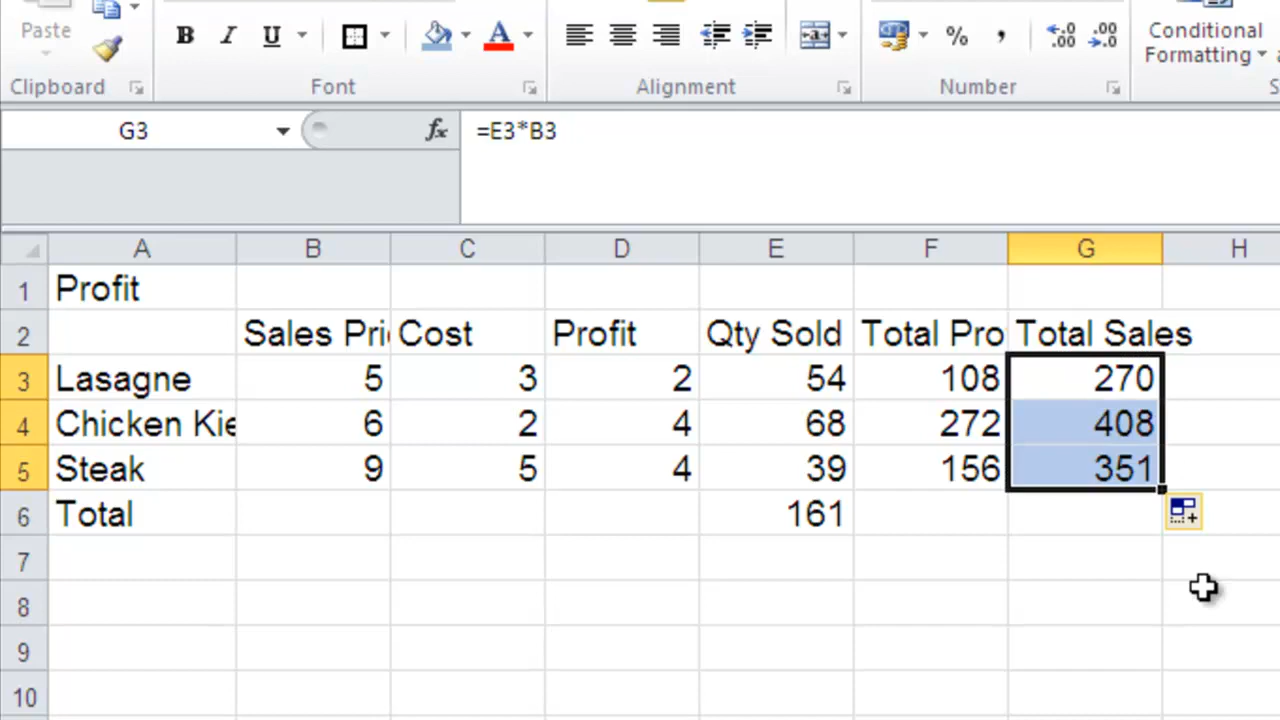 Paste
B I U A
% ,
Conditional
Formatting
Clipboard Font Alignment Number
G3 fx =E3*B3
A B C D E F G H
1 Profit
2 Sales Pri Cost Profit Qty Sold Total Pro Total Sales
3 Lasagne 5 3 2 54 108 270
4 Chicken Kie 6 2 4 68 272 408
5 Steak 9 5 4 39 156 351
6 Total 161
7
8
9
10